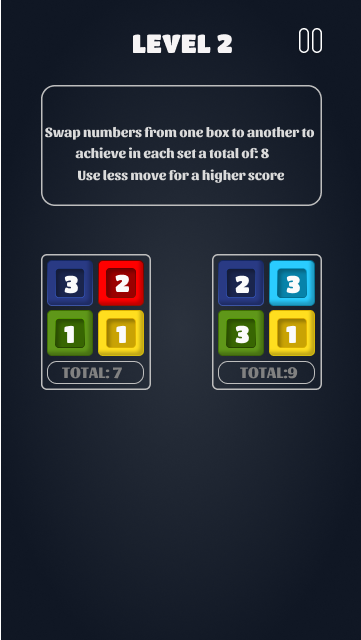 LEVEL 2
Swap numbers from one box to another to
achieve in each set a total of: 8
Use less move for a higher score
3 2 2 3
1 1 3 1
TOTAL: 7 TOTAL:9